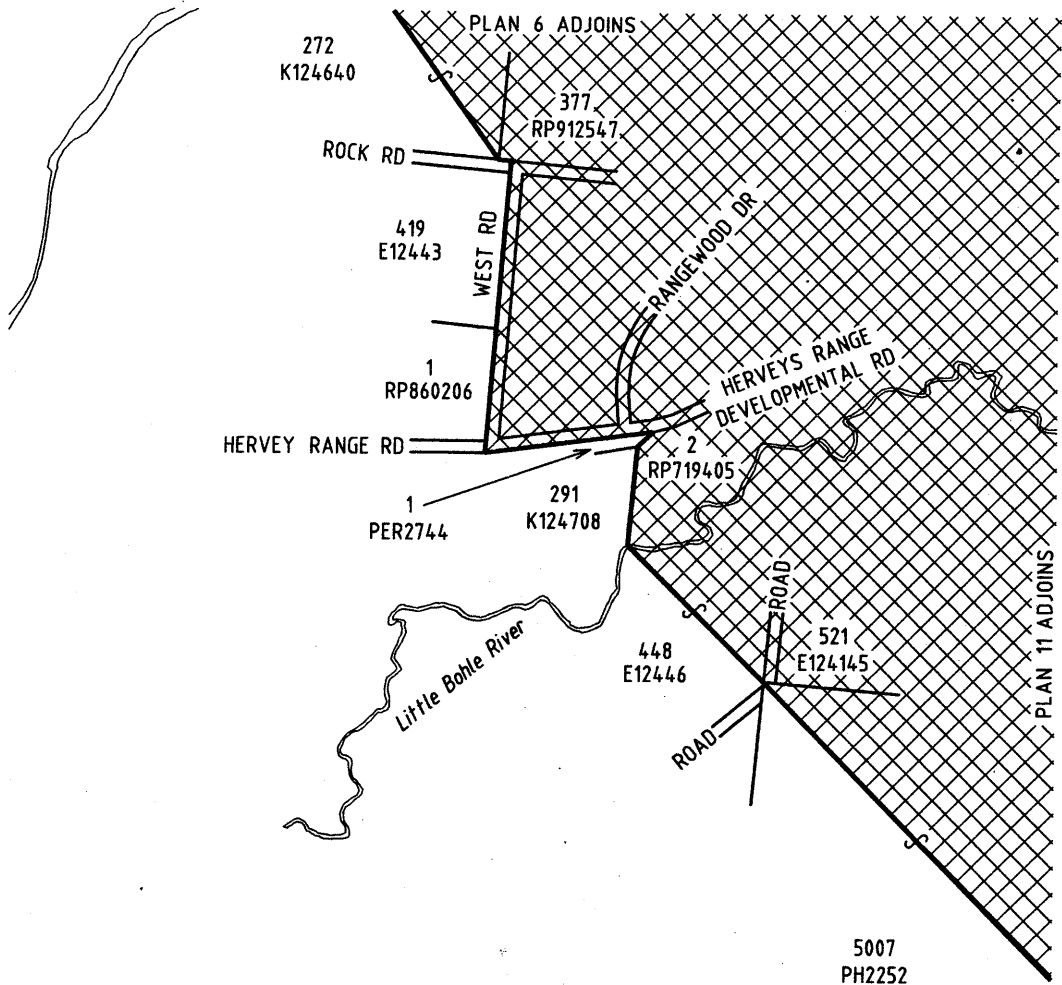 PLAN 6 ADJOINS
272
K124640
377
RP912547
ROCK RD
419
E12443
WEST RD
RANGEWOOD DR
1
RP860206
HERVEYS RANGE
DEVELOPMENTAL RD
HERVEY RANGE RD
2
RP719405
1
PER2744
291
K124708
Little Bohle River
ROAD
448
E12446
521
E124145
PLAN 11 ADJOINS
ROAD
5007
PH2252